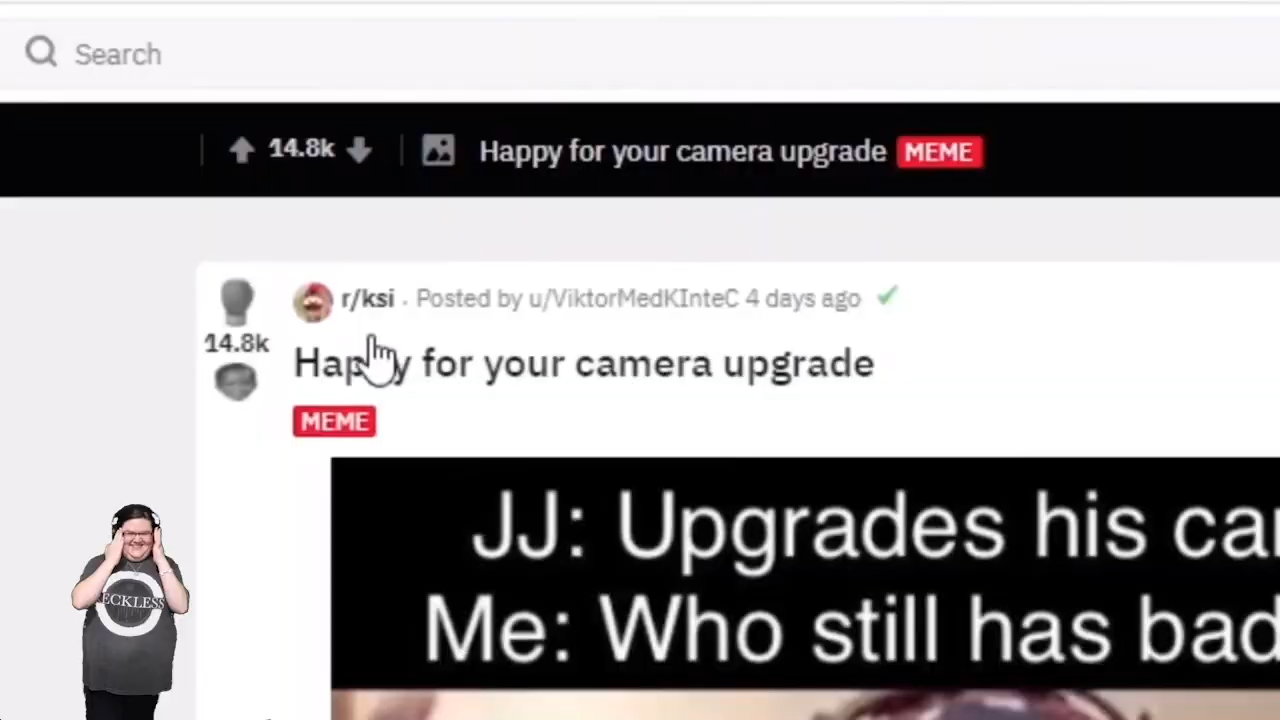 Search
14.8k Happy for your camera upgrade MEME
r/ksi · Posted by u/ViktorMedKInteC 4 days ago
14.8k
Happy for your camera upgrade
MEME
JJ: Upgrades his
Me: Who still has bad
ECKLESS